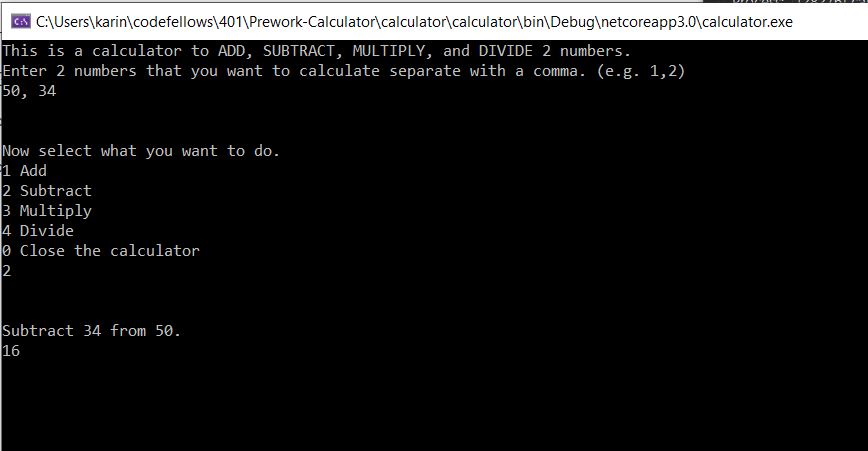 C:\Users\karin\codefellows\401\Prework-Calculator\calculator\calculator\bin\Debug\netcoreapp3.0\calculator.exe
This is a calculator to ADD, SUBTRACT, MULTIPLY, and DIVIDE 2 numbers.
Enter 2 numbers that you want to calculate separate with a comma. (e.g. 1,2)
50, 34
Now select what you want to do.
1 Add
2 Subtract
3 Multiply
4 Divide
0 Close the calculator
2
Subtract 34 from 50.
16